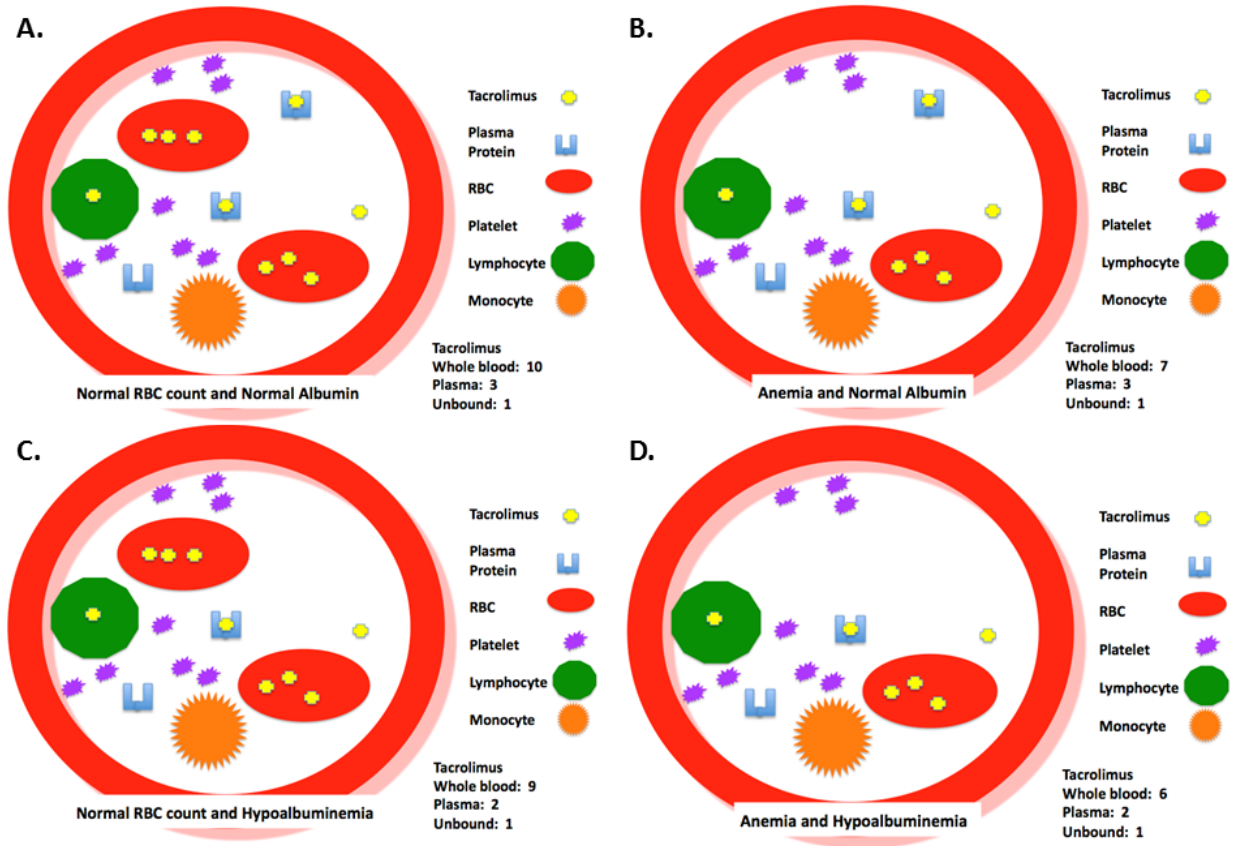 A.
Tacrolimus
Plasma
Protein
RBC
Platelet
Lymphocyte
Monocyte
Tacrolimus
Whole blood: 10
Plasma: 3
Unbound: 1
Normal RBC count and Normal Albumin
B.
Tacrolimus
Plasma
Protein
RBC
Platelet
Lymphocyte
Monocyte
Tacrolimus
Whole blood: 7
Plasma: 3
Unbound: 1
Anemia and Normal Albumin
C.
Tacrolimus
Plasma
Protein
RBC
Platelet
Lymphocyte
Monocyte
Tacrolimus
Whole blood: 9
Plasma: 2
Unbound: 1
Normal RBC count and Hypoalbuminemia
D.
Tacrolimus
Plasma
Protein
RBC
Platelet
Lymphocyte
Monocyte
Tacrolimus
Whole blood: 6
Plasma: 2
Unbound: 1
Anemia and Hypoalbuminemia